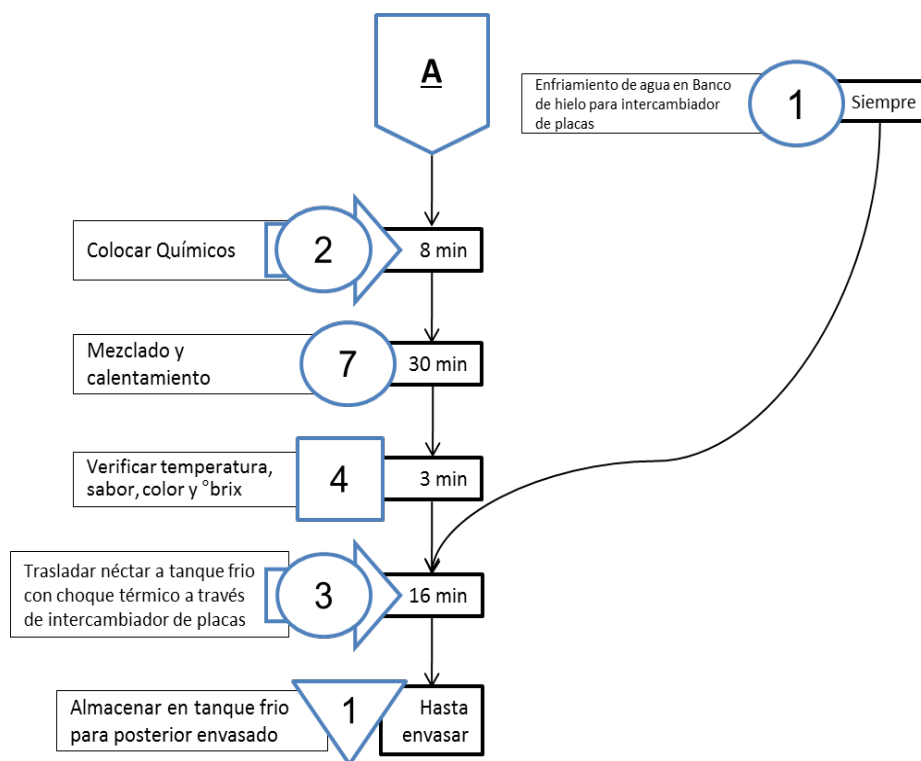 A
Enfriamiento de agua en Banco
de hielo para intercambiador
de placas
1
Siempre
Colocar Químicos
2
8 min
Mezclado y
calentamiento
7
30 min
Verificar temperatura,
sabor, color y °brix
4
3 min
Trasladar néctar a tanque frio
con choque térmico a través
de intercambiador de placas
3
16 min
Almacenar en tanque frio
para posterior envasado
1
Hasta
envasar